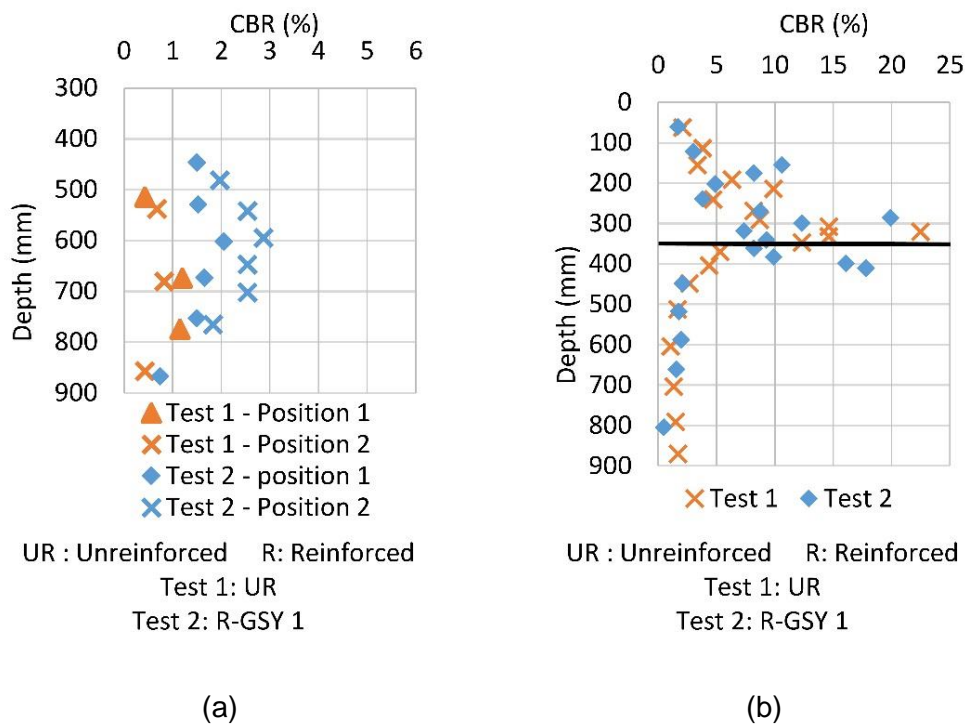 CBR (%)
0 1 2 3 4 5 6
300
400
500
600
700
800
900
Depth (mm)
Test 1 - Position 1
Test 1 - Position 2
Test 2 - position 1
Test 2 - Position 2
UR : Unreinforced R: Reinforced
Test 1: UR
Test 2: R-GSY 1
(a)
CBR (%)
0 5 10 15 20 25
0
100
200
300
400
500
600
700
800
900
Depth (mm)
Test 1 Test 2
UR : Unreinforced R: Reinforced
Test 1: UR
Test 2: R-GSY 1
(b)